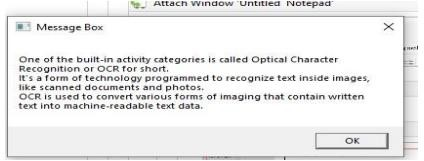 Attach Window 'Untitled Notepad'
Message Box
One of the built-in activity categories is called Optical Character
Recognition or OCR for short.
It's a form of technology programmed to recognize text inside images,
like scanned documents and photos.
OCR is used to convert various forms of imaging that contain written
text into machine-readable text data.
OK